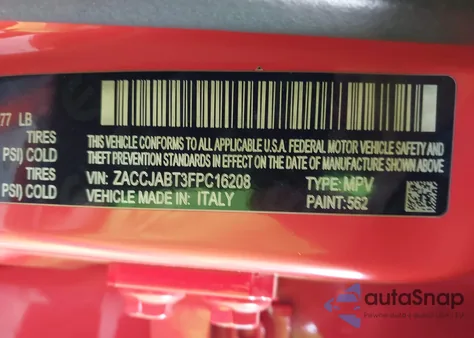 77 LB
TIRES
PSI) COLD
TIRES
PSI) COLD
THIS VEHICLE CONFORMS TO ALL APPLICABLE U.S.A. FEDERAL MOTOR VEHICLE SAFETY AND
THEFT PREVENTION STANDARDS IN EFFECT ON THE DATE OF MANUFACTURE SHOWN ABOVE.
VIN: ZACCJABT3FPC16208 TYPE: MPV
VEHICLE MADE IN: ITALY PAINT: 562
autaSnap